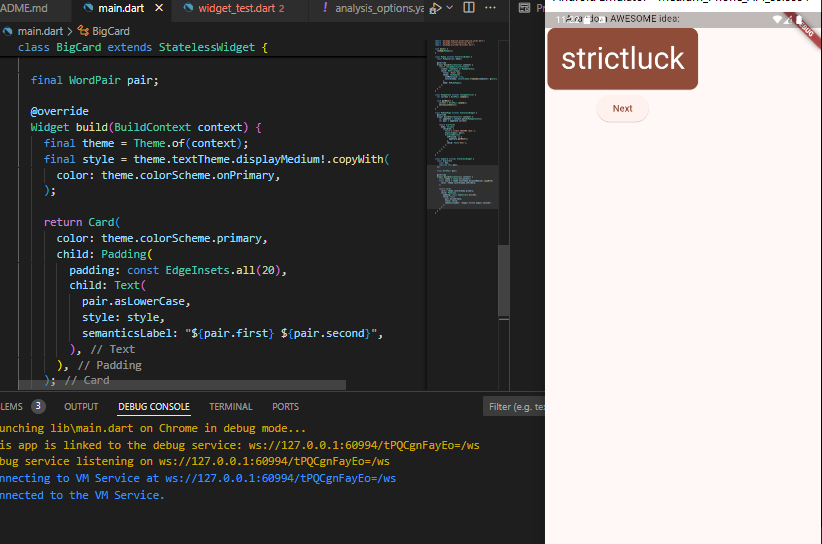 ADME.md
main.dart
widget_test.dart 2
analysis_options.ya
main.dart > BigCard
class BigCard extends StatelessWidget {
final WordPair pair;
@override
Widget build(BuildContext context) {
final theme = Theme.of(context);
final style = theme.textTheme.displayMedium!.copyWith(
color: theme.colorScheme.onPrimary,
);
return Card(
color: theme.colorScheme.primary,
child: Padding(
padding: const EdgeInsets.all(20),
child: Text(
pair.asLowerCase,
style: style,
semanticsLabel: "${pair.first} ${pair.second}",
), // Text
), // Padding
); // Card
LEMS 3 OUTPUT DEBUG CONSOLE TERMINAL PORTS
Filter (e.g. te
unching lib\main.dart on Chrome in debug mode...
is app is linked to the debug service: ws://127.0.0.1:60994/tPQCgnFayEo=/ws
bug service listening on ws://127.0.0.1:60994/tPQCgnFayEo=/ws
nnecting to VM Service at ws://127.0.0.1:60994/tPQCgnFayEo=/ws
nnected to the VM Service.
AWESOME idea:
strictluck
Next